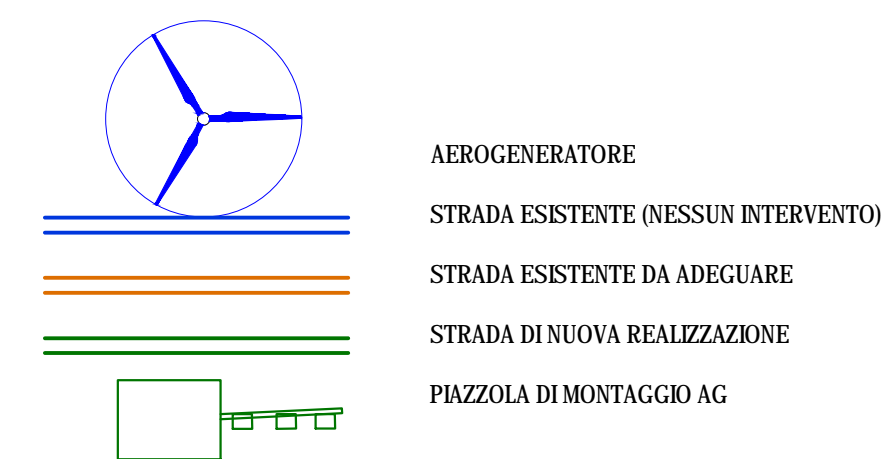 AEROGENERATORE
STRADA ESISTENTE (NESSUN INTERVENTO)
STRADA ESISTENTE DA ADEGUARE
STRADA DI NUOVA REALIZZAZIONE
PIAZZOLA DI MONTAGGIO AG